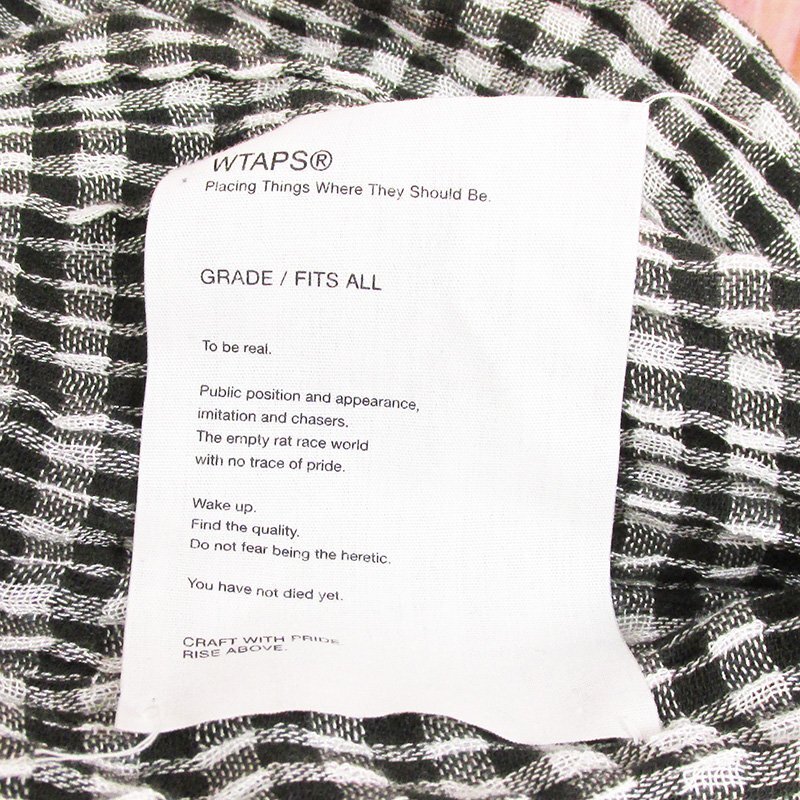 WTAPS®
Placing Things Where They Should Be.
GRADE / FITS ALL
To be real.
Public position and appearance,
imitation and chasers.
The empty rat race world
with no trace of pride.
Wake up.
Find the quality.
Do not fear being the heretic.
You have not died yet.
CRAFT WITH PRIDE
RISE ABOVE.